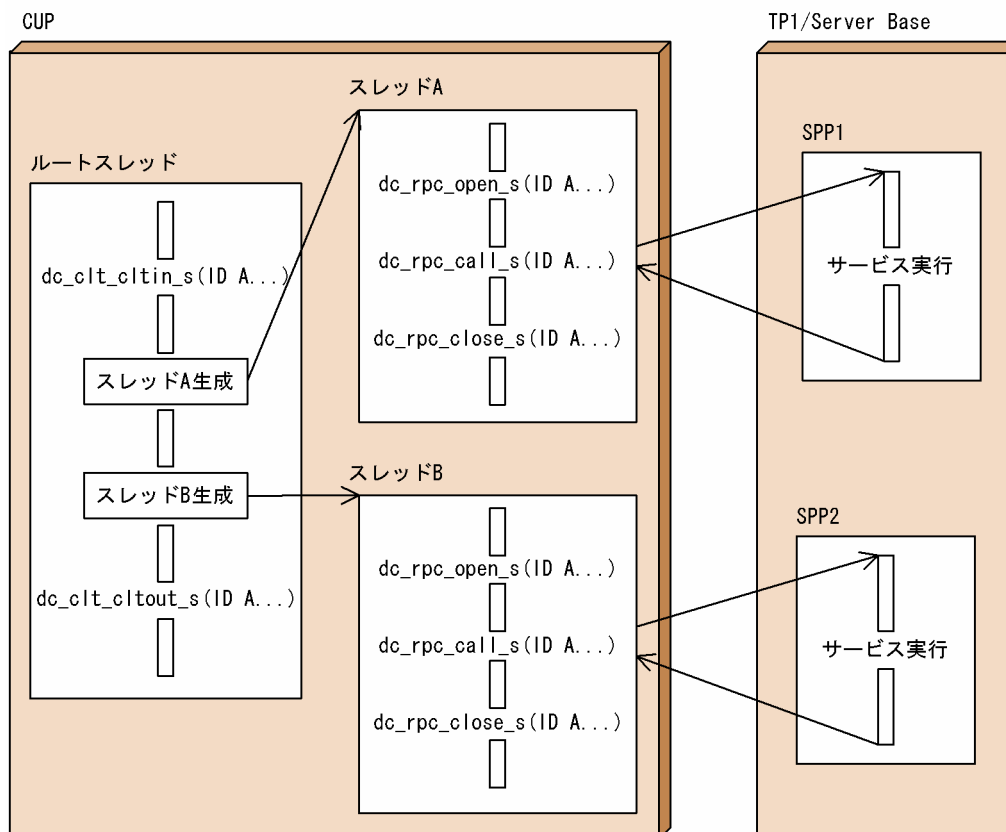 CUP
ルートスレッド
dc_clt_cltin_s(ID A...)
スレッドA生成
スレッドB生成
dc_clt_cltout_s(ID A...)
スレッドA
dc_rpc_open_s(ID A...)
dc_rpc_call_s(ID A...)
dc_rpc_close_s(ID A...)
スレッドB
dc_rpc_open_s(ID A...)
dc_rpc_call_s(ID A...)
dc_rpc_close_s(ID A...)
TP1/Server Base
SPP1
サービス実行
SPP2
サービス実行